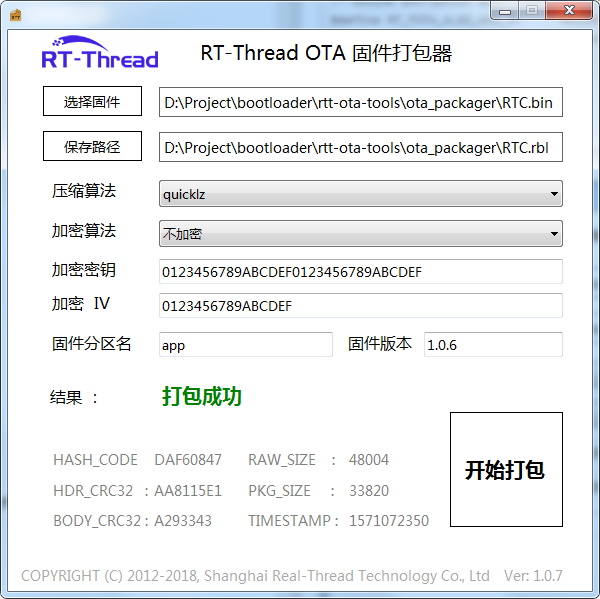 RT-Thread RT-Thread OTA 固件打包器
选择固件 D:\Project\bootloader\rtt-ota-tools\ota_packager\RTC.bin
保存路径 D:\Project\bootloader\rtt-ota-tools\ota_packager\RTC.rbl
压缩算法 quicklz
加密算法 不加密
加密密钥 0123456789ABCDEF0123456789ABCDEF
加密 IV 0123456789ABCDEF
固件分区名 app 固件版本 1.0.6
结果 : 打包成功
开始打包
HASH_CODE DAF60847 RAW_SIZE : 48004
HDR_CRC32 : AA8115E1 PKG_SIZE : 33820
BODY_CRC32 : A293343 TIMESTAMP : 1571072350
COPYRIGHT (C) 2012-2018, Shanghai Real-Thread Technology Co., Ltd Ver: 1.0.7